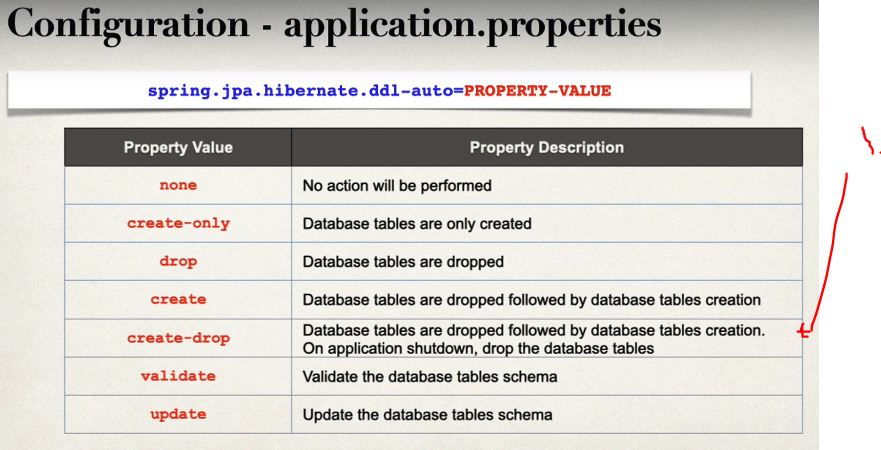 Configuration - application.properties
spring.jpa.hibernate.ddl-auto=PROPERTY-VALUE
Property Value Property Description
none No action will be performed
create-only Database tables are only created
drop Database tables are dropped
create Database tables are dropped followed by database tables creation
create-drop Database tables are dropped followed by database tables creation.
On application shutdown, drop the database tables
validate Validate the database tables schema
update Update the database tables schema